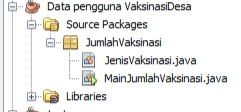 Data pengguna VaksinasiDesa
Source Packages
JumlahVaksinasi
JenisVaksinasi.java
MainJumlahVaksinasi.java
Libraries